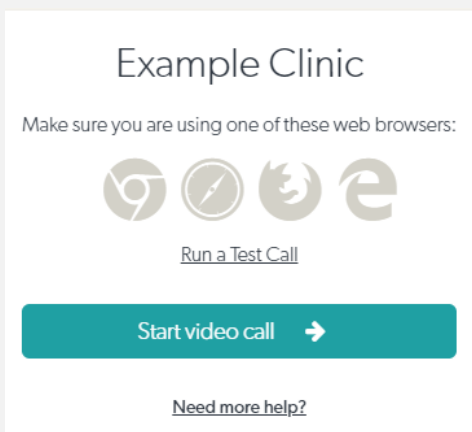 Example Clinic
Make sure you are using one of these web browsers:
Run a Test Call
Start video call
Need more help?